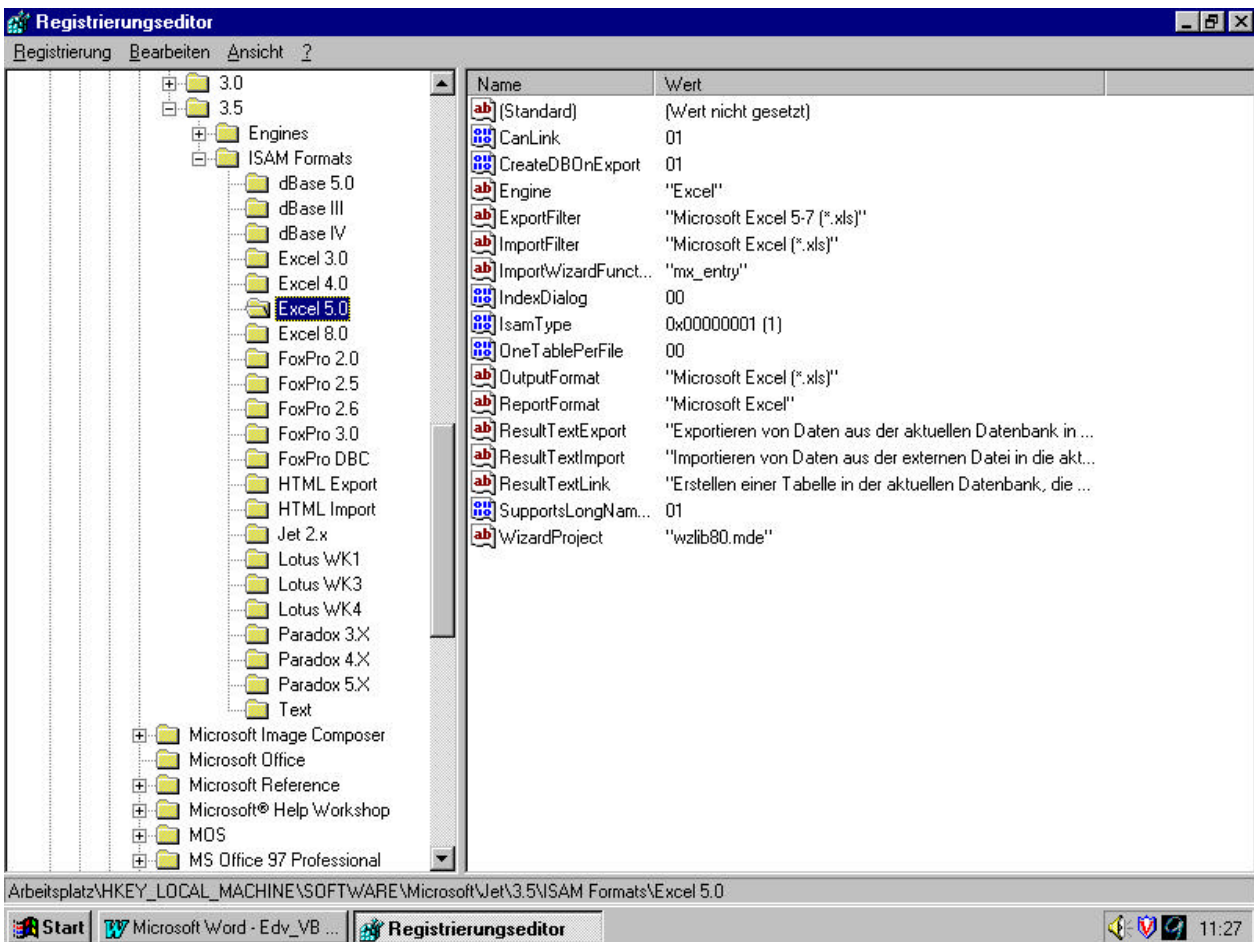 Registrierungseditor
Registrierung Bearbeiten Ansicht ?
3.0
3.5
Engines
ISAM Formats
dBase 5.0
dBase III
dBase IV
Excel 3.0
Excel 4.0
Excel 5.0
Excel 8.0
FoxPro 2.0
FoxPro 2.5
FoxPro 2.6
FoxPro 3.0
FoxPro DBC
HTML Export
HTML Import
Jet 2.x
Lotus WK1
Lotus WK3
Lotus WK4
Paradox 3.X
Paradox 4.X
Paradox 5.X
Text
Microsoft Image Composer
Microsoft Office
Microsoft Reference
Microsoft® Help Workshop
MOS
MS Office 97 Professional
Name Wert
(Standard) (Wert nicht gesetzt)
CanLink 01
CreateDBOnExport 01
Engine "Excel"
ExportFilter "Microsoft Excel 5-7 (*.xls)"
ImportFilter "Microsoft Excel (*.xls)"
ImportWizardFunct... "mx_entry"
IndexDialog 00
IsamType 0x00000001 (1)
OneTablePerFile 00
OutputFormat "Microsoft Excel (*.xls)"
ReportFormat "Microsoft Excel"
ResultTextExport "Exportieren von Daten aus der aktuellen Datenbank in ...
ResultTextImport "Importieren von Daten aus der externen Datei in die akt...
ResultTextLink "Erstellen einer Tabelle in der aktuellen Datenbank, die ...
SupportsLongNam... 01
WizardProject "wzlib80.mde"
Arbeitsplatz\HKEY_LOCAL_MACHINE\SOFTWARE\Microsoft\Jet\3.5\ISAM Formats\Excel 5.0
Start Microsoft Word - Edv_VB ... Registrierungseditor 11:27